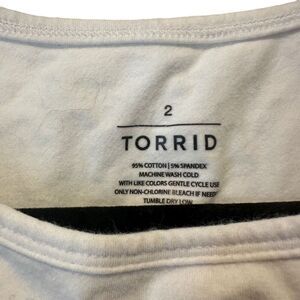 2
TORRID
95% COTTON | 5% SPANDEX
MACHINE WASH COLD
WITH LIKE COLORS GENTLE CYCLE USE
ONLY NON-CHLORINE BLEACH IF NEEDE
TUMBLE DRY LOW